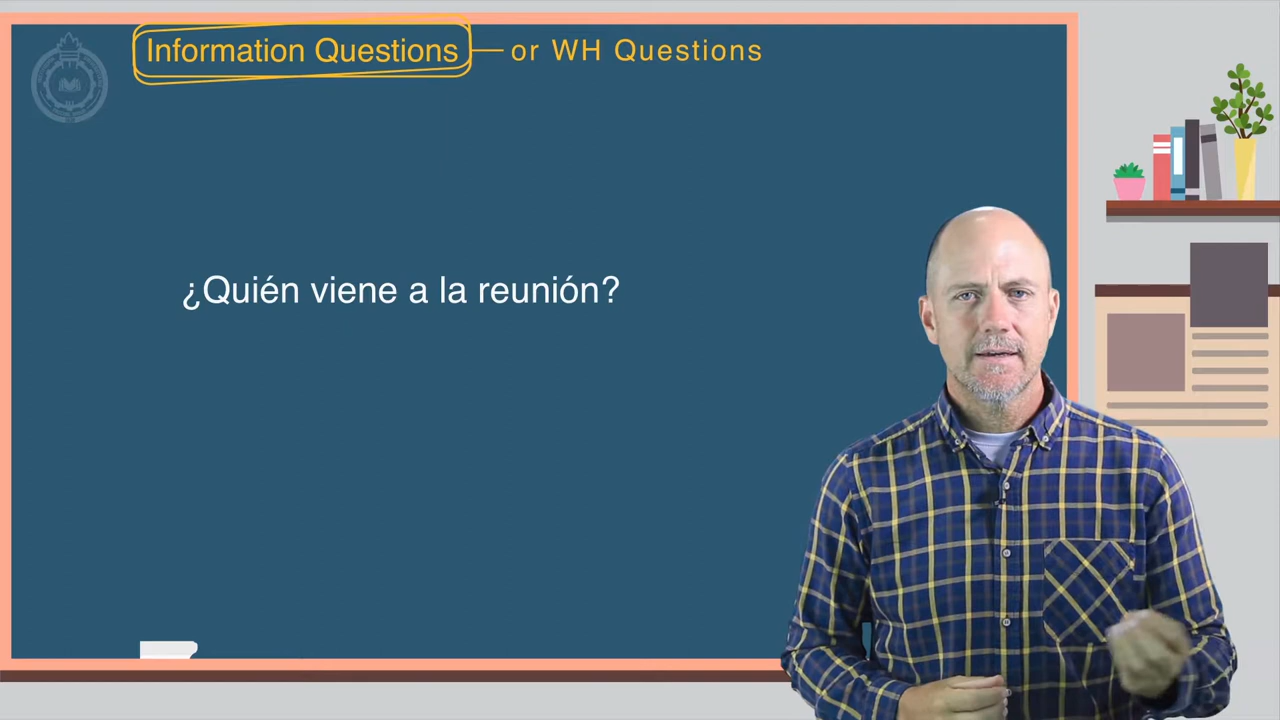 Information Questions — or WH Questions
¿Quién viene a la reunión?